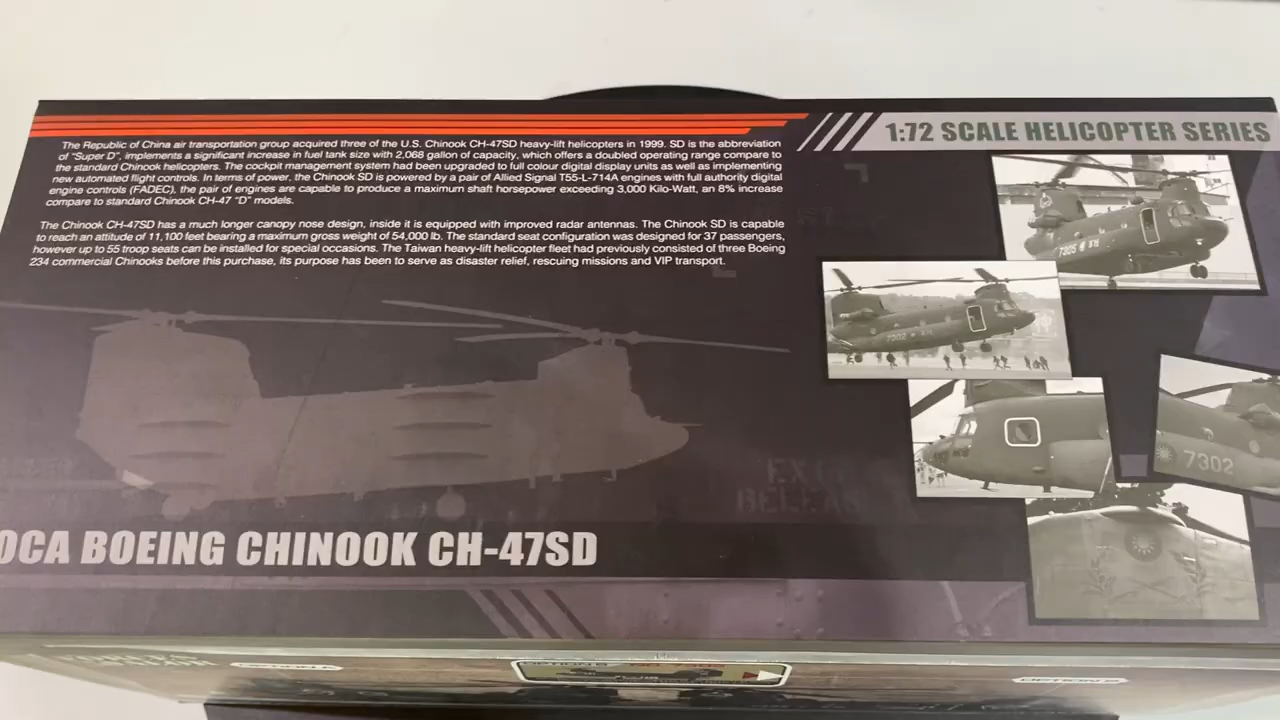 1:72 SCALE HELICOPTER SERIES
The Republic of China air transportation group acquired three of the U.S. Chinook CH-47SD heavy-lift helicopters in 1999. SD is the abbreviation
of "Super D", implements a significant increase in fuel tank size with 2,068 gallon of capacity, which offers a doubled operating range compare to
the standard Chinook helicopters. The cockpit management system had been upgraded to full colour digital display units as well as implementing
new automated flight controls. In terms of power, the Chinook SD is powered by a pair of Allied Signal T55-L-714A engines with full authority digital
engine controls (FADEC), the pair of engines are capable to produce a maximum shaft horsepower exceeding 3,000 Kilo-Watt, an 8% increase
compare to standard Chinook CH-47 "D" models.
The Chinook CH-47SD has a much longer canopy nose design, inside it is equipped with improved radar antennas. The Chinook SD is capable
to reach an attitude of 11,100 feet bearing a maximum gross weight of 54,000 lb. The standard seat configuration was designed for 37 passengers,
however up to 55 troop seats can be installed for special occasions. The Taiwan heavy-lift helicopter fleet had previously consisted of three Boeing
234 commercial Chinooks before this purchase, its purpose has been to serve as disaster relief, rescuing missions and VIP transport.
7305
7302
7302
OCA BOEING CHINOOK CH-47SD